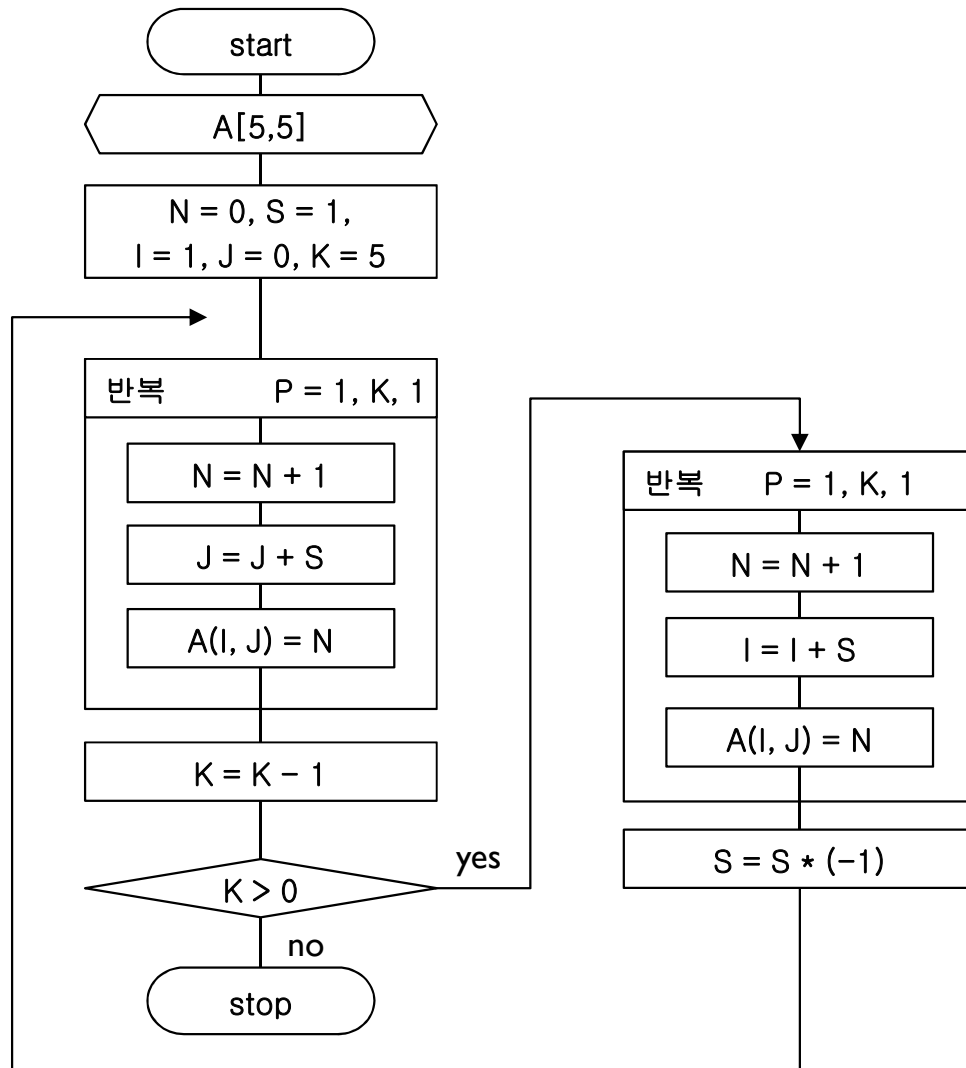 start
A[5,5]
N = 0, S = 1,
I = 1, J = 0, K = 5
반복 P = 1, K, 1
N = N + 1
J = J + S
A(I, J) = N
K = K - 1
K > 0
yes
no
stop
반복 P = 1, K, 1
N = N + 1
I = I + S
A(I, J) = N
S = S * (-1)